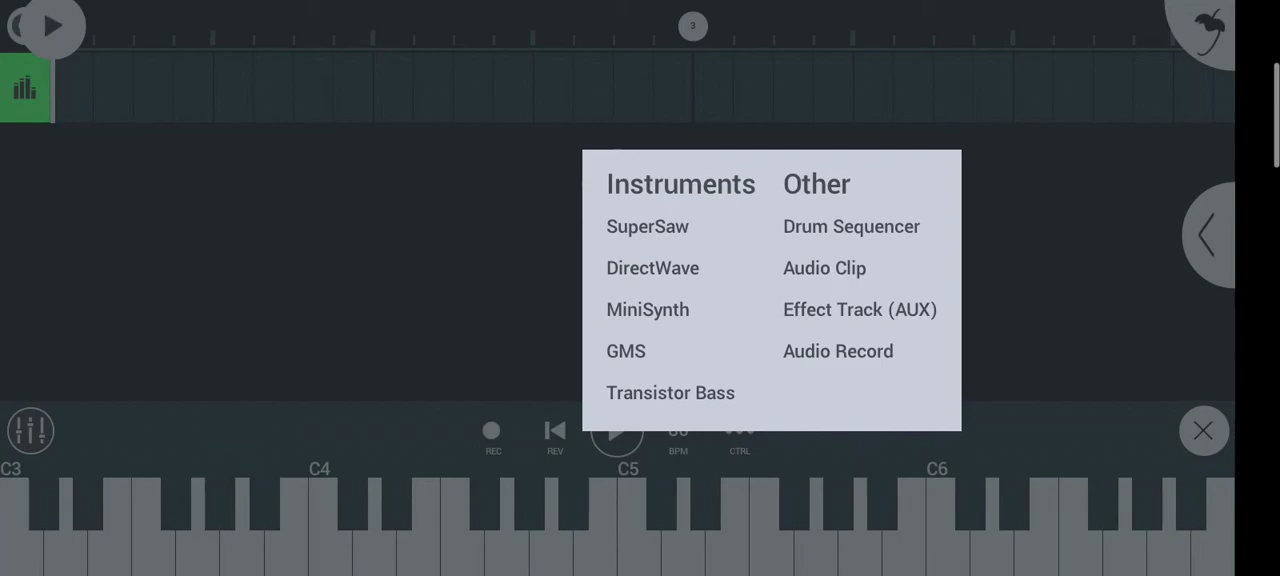 3
Instruments
Other
SuperSaw
Drum Sequencer
DirectWave
Audio Clip
MiniSynth
Effect Track (AUX)
GMS
Audio Record
Transistor Bass
REC
REV
BPM
CTRL
C3
C4
C5
C6